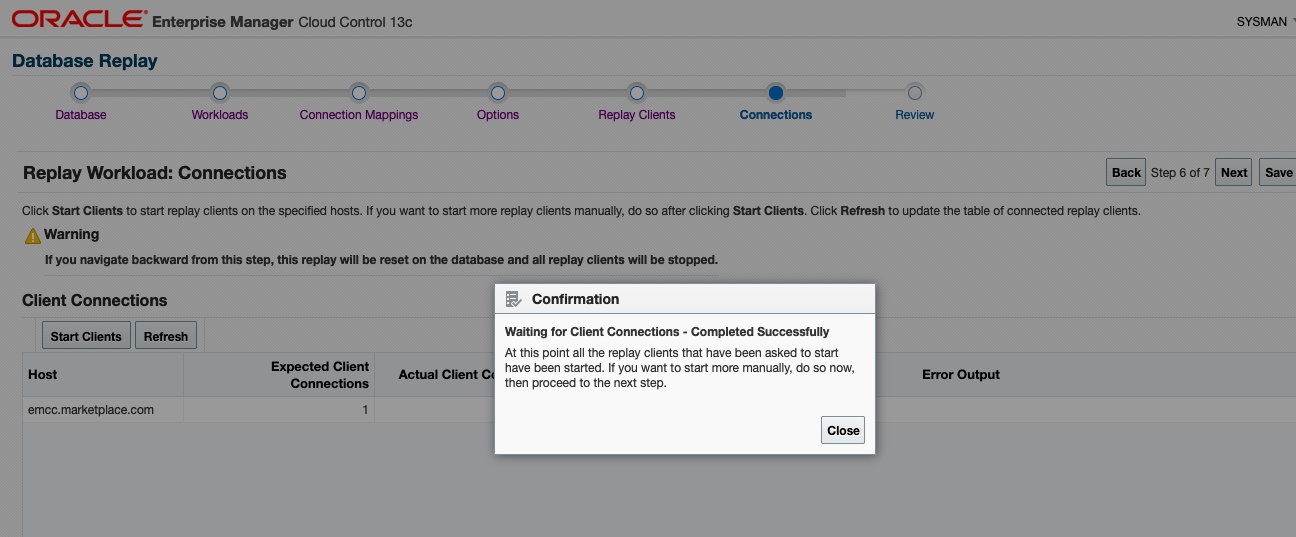 ORACLE Enterprise Manager Cloud Control 13c
SYSMAN
Database Replay
Database
Workloads
Connection Mappings
Options
Replay Clients
Connections
Review
Replay Workload: Connections
Back Step 6 of 7 Next Save
Click Start Clients to start replay clients on the specified hosts. If you want to start more replay clients manually, do so after clicking Start Clients. Click Refresh to update the table of connected replay clients.
Warning
If you navigate backward from this step, this replay will be reset on the database and all replay clients will be stopped.
Client Connections
Start Clients Refresh
Host
Expected Client
Connections
Actual Client
Error Output
emcc.marketplace.com 1
Confirmation
Waiting for Client Connections - Completed Successfully
At this point all the replay clients that have been asked to start
have been started. If you want to start more manually, do so now,
then proceed to the next step.
Close